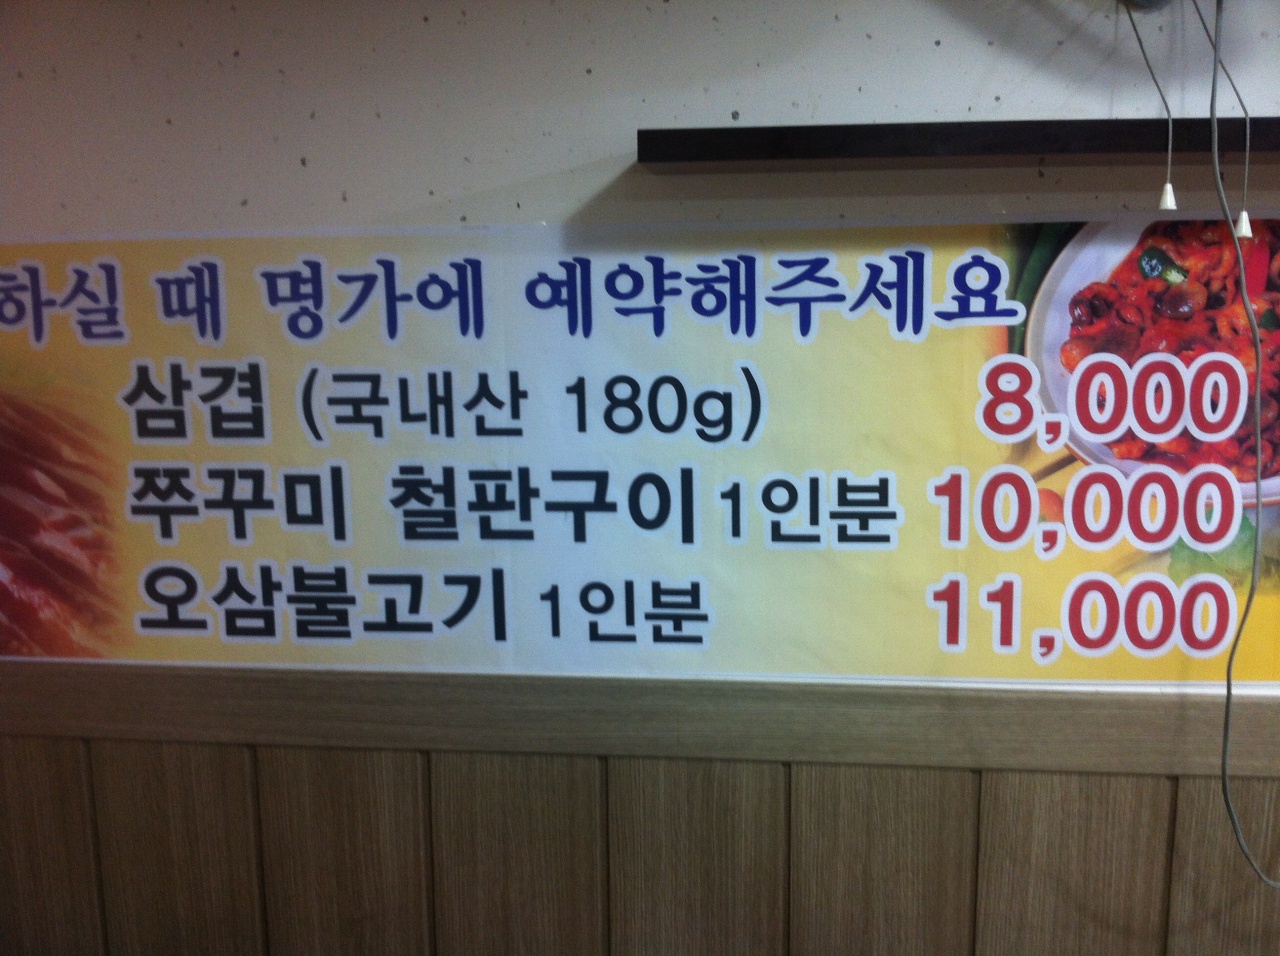 하실 때 명가에 예약해주세요
삼겹 (국내산 180g) 8,000
쭈꾸미 철판구이 1인분 10,000
오삼불고기 1인분 11,000